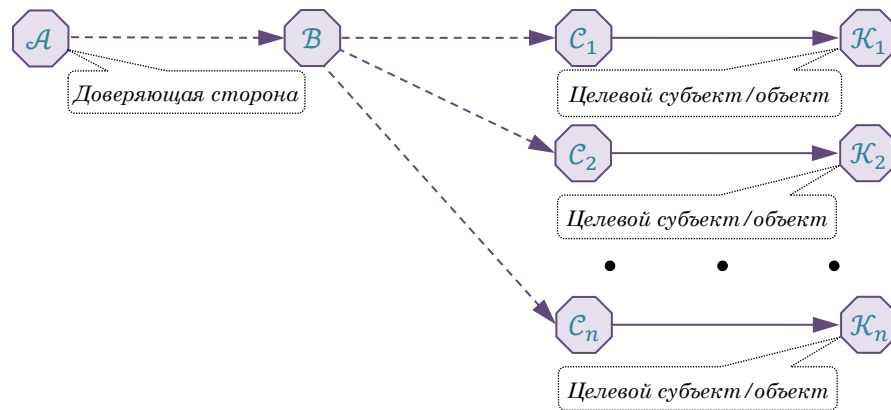 𝒜 ℬ 𝒞₁ 𝒦₁
Доверяющая сторона
Целевой субъект/объект
𝒞₂ 𝒦₂
Целевой субъект/объект
𝒞ₙ 𝒦ₙ
Целевой субъект/объект